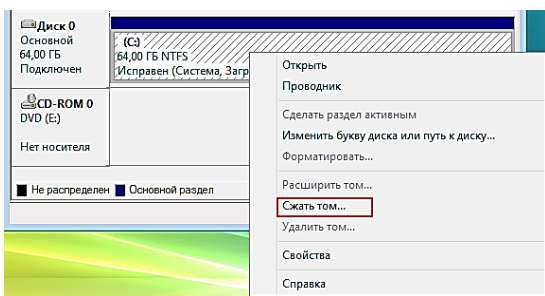 Диск 0
Основной
64,00 ГБ
Подключен
(C:)
64,00 ГБ NTFS
Исправен (Система, Загр
CD-ROM 0
DVD (E:)
Нет носителя
Не распределен Основной раздел
Открыть
Проводник
Сделать раздел активным
Изменить букву диска или путь к диску...
Форматировать...
Расширить том...
Сжать том...
Удалить том...
Свойства
Справка